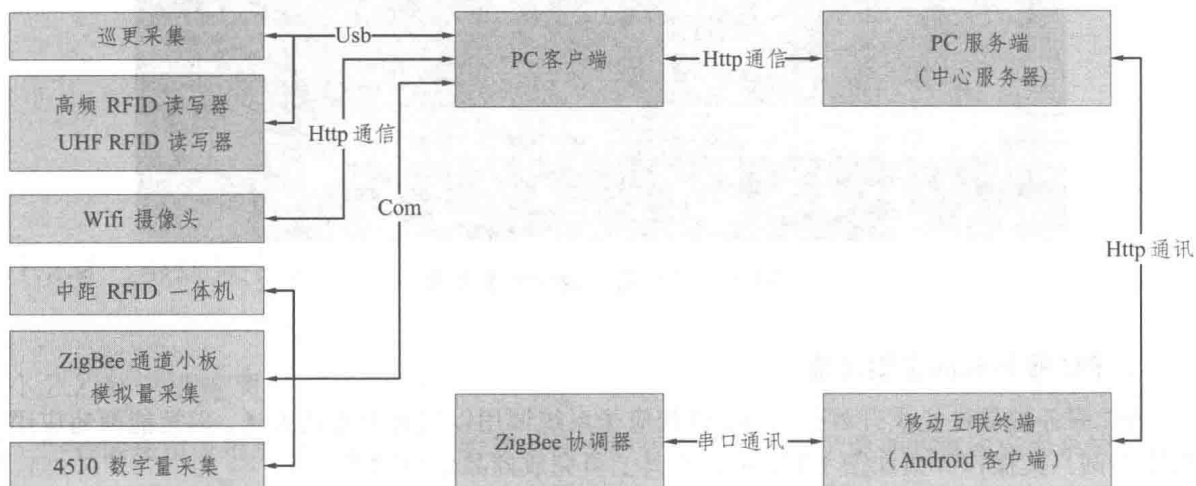 巡更采集
高频 RFID 读写器
UHF RFID 读写器
Wifi 摄像头
中距 RFID 一体机
ZigBee 通道小板
模拟量采集
4510 数字量采集
Usb
Http 通信
Com
PC 客户端
Http通信
PC 服务端
(中心服务器)
Http 通讯
ZigBee 协调器
串口通讯
移动互联终端
(Android 客户端)